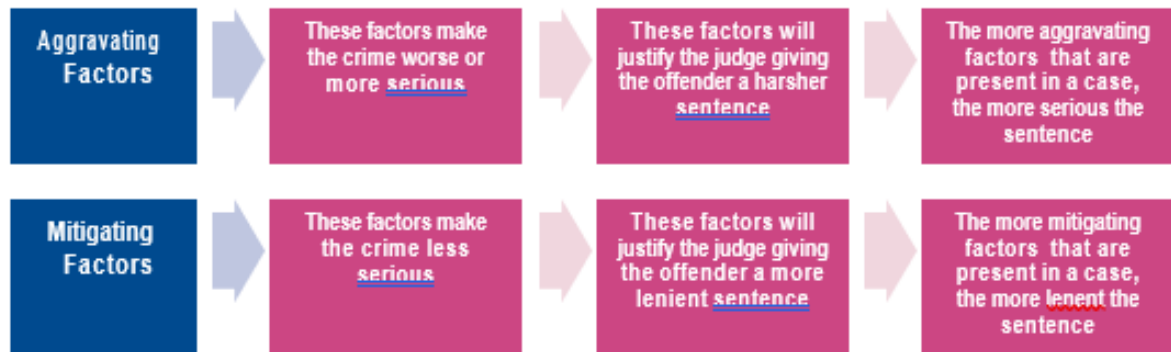 Aggravating
Factors
These factors make
the crime worse or
more serious
These factors will
justify the judge giving
the offender a harsher
sentence
The more aggravating
factors that are
present in a case,
the more serious the
sentence
Mitigating
Factors
These factors make
the crime less
serious
These factors will
justify the judge giving
the offender a more
lenient sentence
The more mitigating
factors that are
present in a case,
the more lenent the
sentence